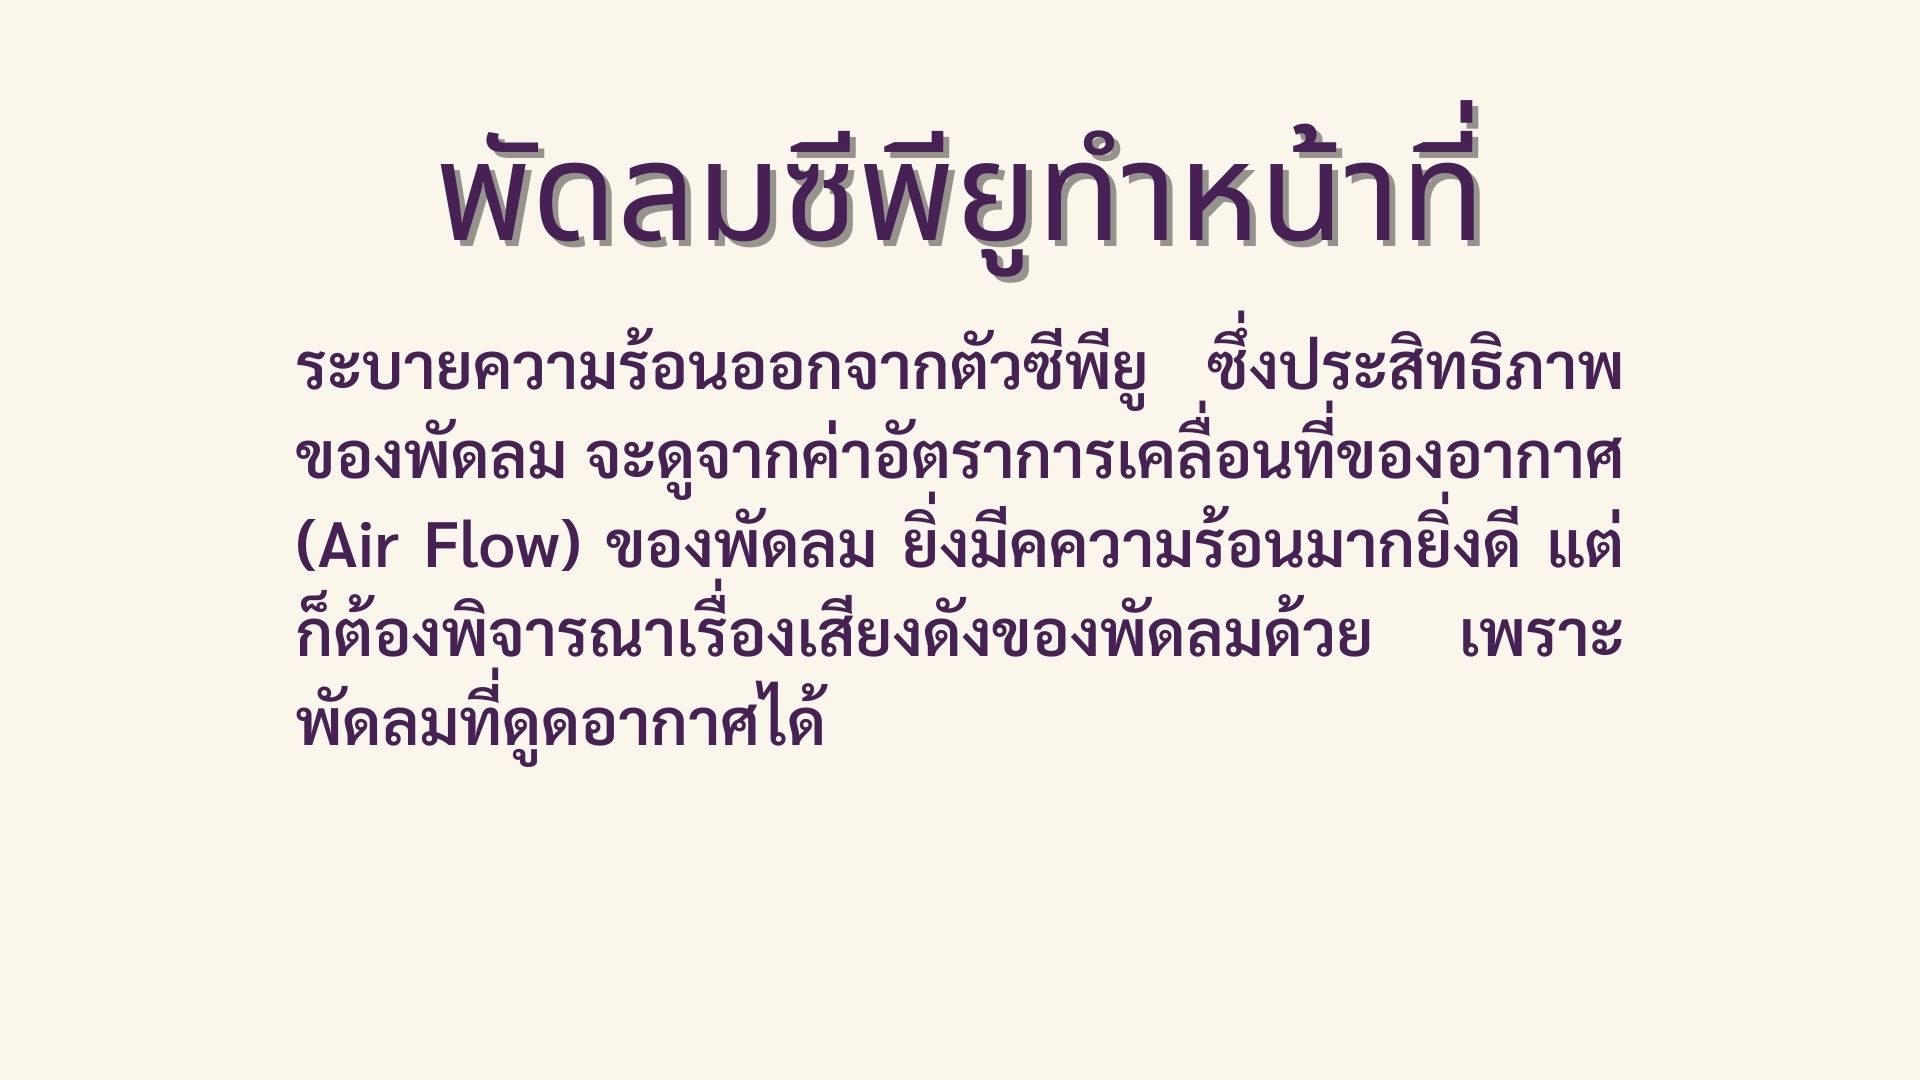 พัดลมซีพียูทำหน้าที่
ระบายความร้อนออกจากตัวซีพียู ซึ่งประสิทธิภาพ
ของพัดลม จะดูจากค่าอัตราการเคลื่อนที่ของอากาศ
(Air Flow) ของพัดลม ยิ่งมีคความร้อนมากยิ่งดี แต่
ก็ต้องพิจารณาเรื่องเสียงดังของพัดลมด้วย เพราะ
พัดลมที่ดูดอากาศได้